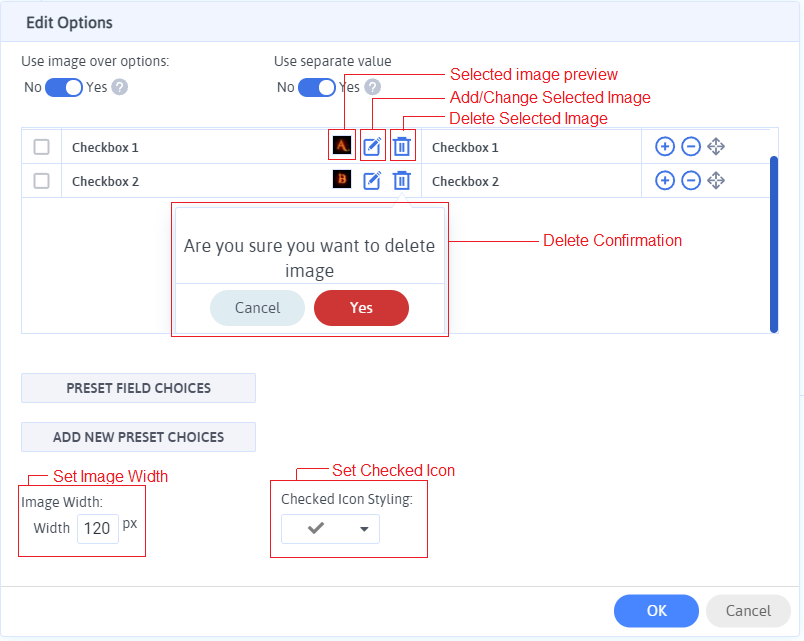 Edit Options
Use image over options:
Use separate value
No Yes ?
No Yes ?
Selected image preview
Add/Change Selected Image
Delete Selected Image
Checkbox 1
A
Checkbox 1
Checkbox 2
B
Checkbox 2
Are you sure you want to delete
image
Cancel
Yes
Delete Confirmation
PRESET FIELD CHOICES
ADD NEW PRESET CHOICES
Set Image Width
Set Checked Icon
Image Width:
Width 120 px
Checked Icon Styling:
OK
Cancel